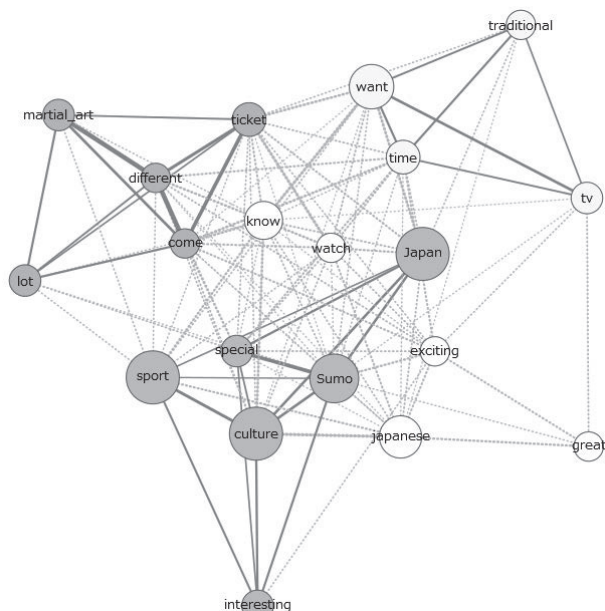 traditional
want
martial_art
ticket
time
different
tv
know
come
watch
Japan
lot
special
exciting
sport
Sumo
culture
japanese
great
interesting